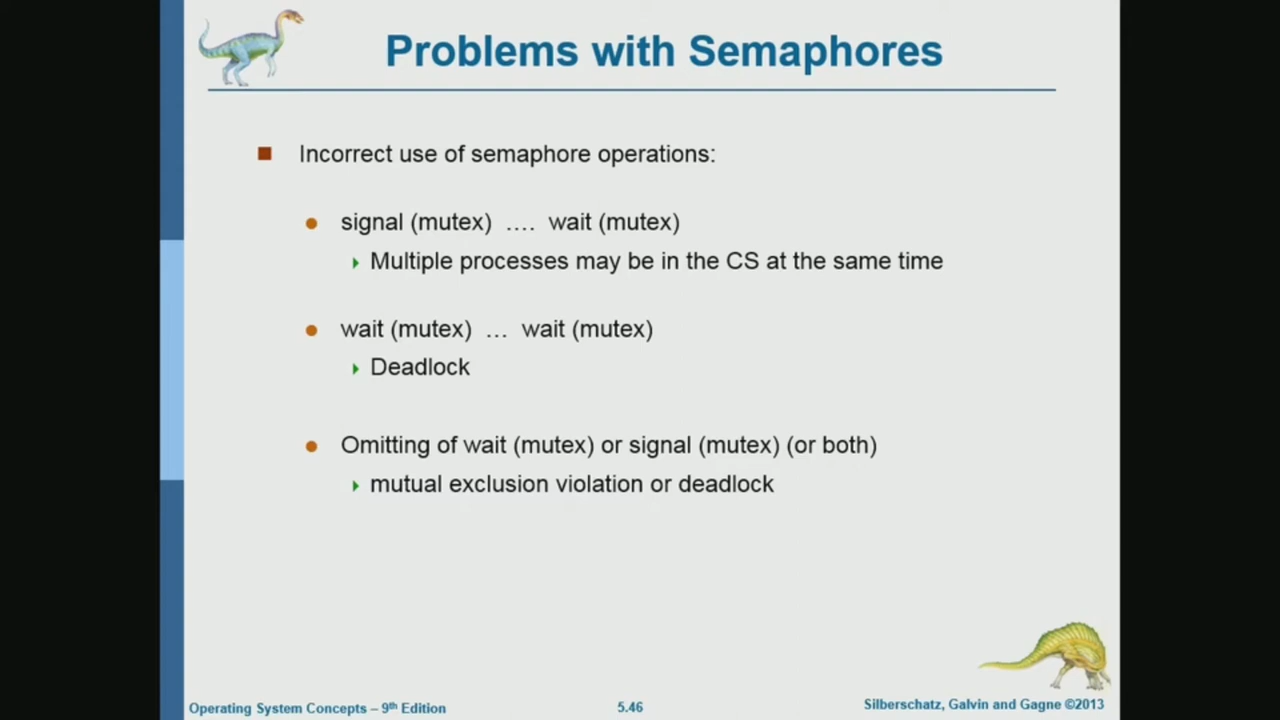 Problems with Semaphores
Incorrect use of semaphore operations:
signal (mutex) .... wait (mutex)
Multiple processes may be in the CS at the same time
wait (mutex) ... wait (mutex)
Deadlock
Omitting of wait (mutex) or signal (mutex) (or both)
mutual exclusion violation or deadlock
Operating System Concepts – 9th Edition
5.46
Silberschatz, Galvin and Gagne ©2013